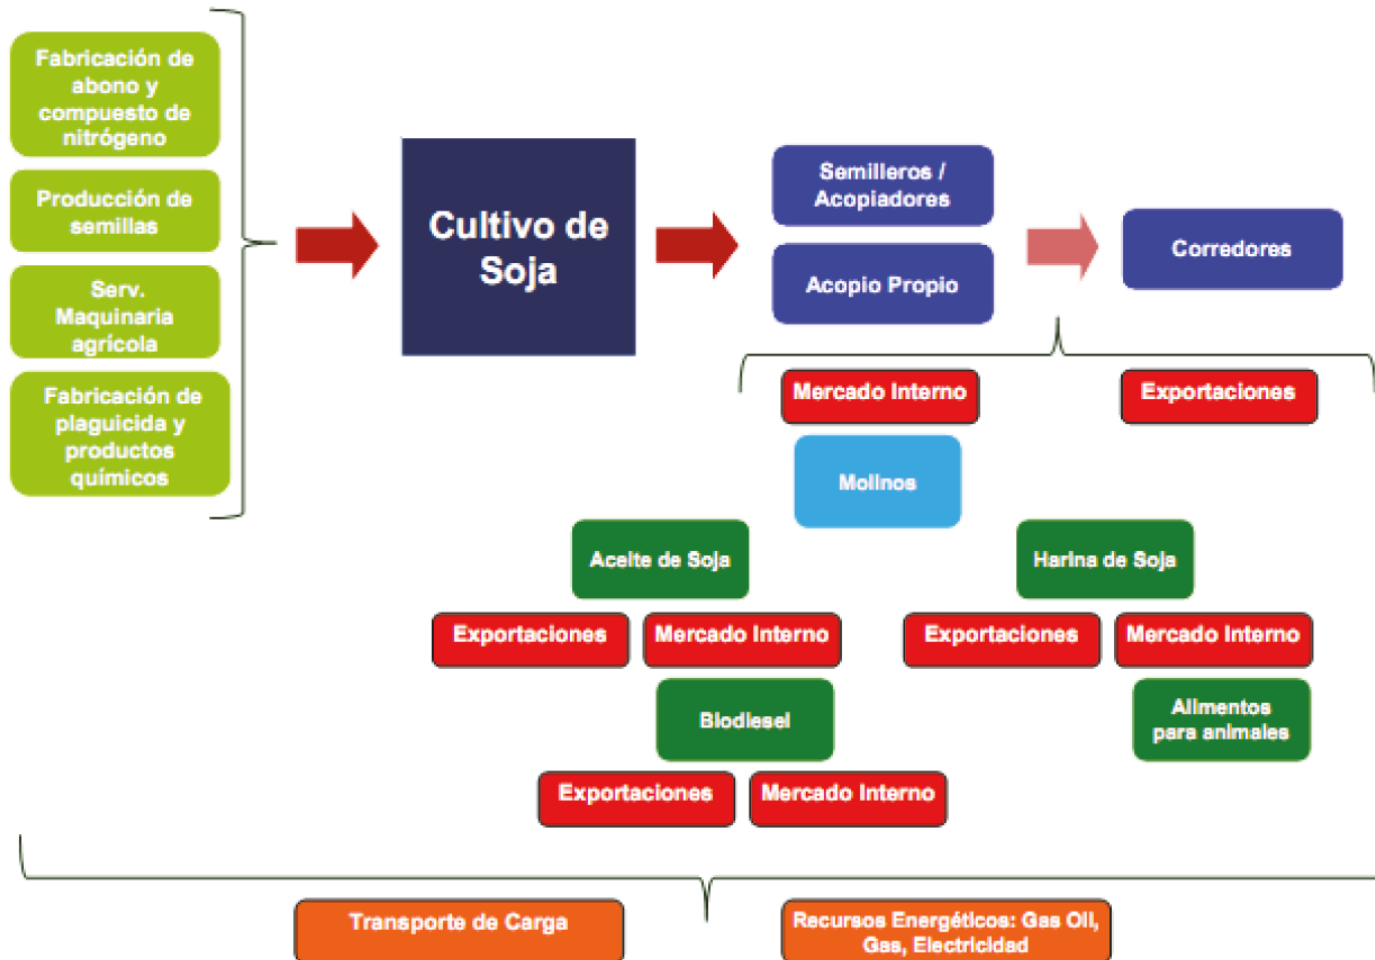 Fabricación de
abono y
compuesto de
nitrógeno
Producción de
semillas
Serv.
Maquinaria
agrícola
Fabricación de
plaguicida y
productos
químicos
Cultivo de
Soja
Semilleros /
Acopiadores
Acopio Propio
Corredores
Mercado Interno
Exportaciones
Molinos
Aceite de Soja
Harina de Soja
Exportaciones
Mercado Interno
Exportaciones
Mercado Interno
Biodiesel
Alimentos
para animales
Exportaciones
Mercado Interno
Transporte de Carga
Recursos Energéticos: Gas Oil,
Gas, Electricidad